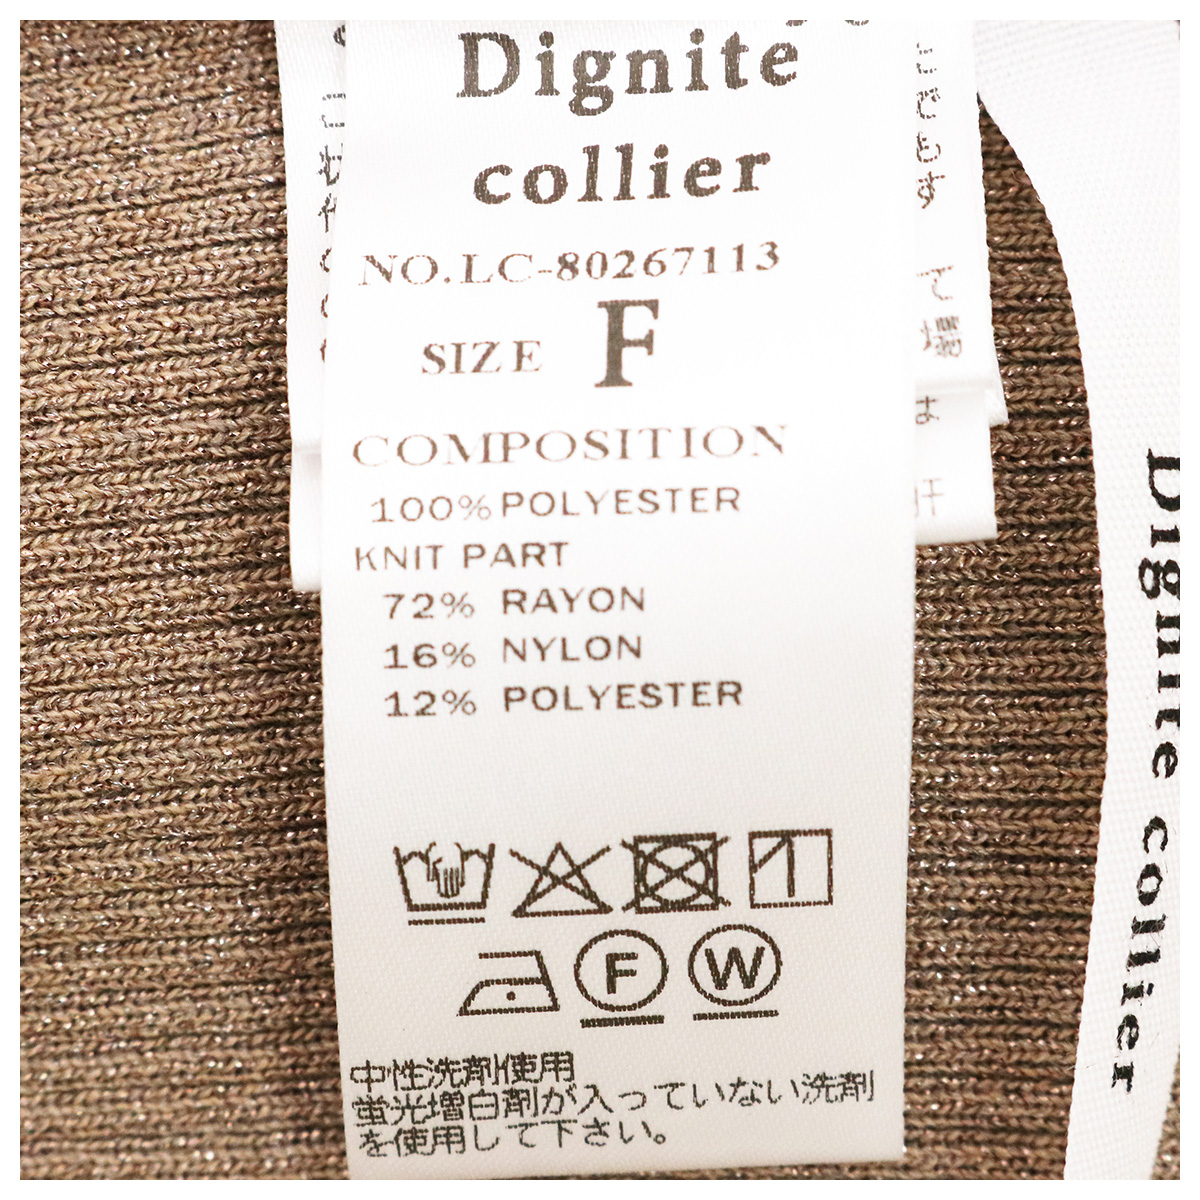 Dignite
collier
NO.LC-80267113
SIZE F
COMPOSITION
100%POLYESTER
KNIT PART
72% RAYON
16% NYLON
12% POLYESTER
F W
中性洗剤使用
蛍光増白剤が入っていない洗剤
を使用して下さい。
Dignite collier